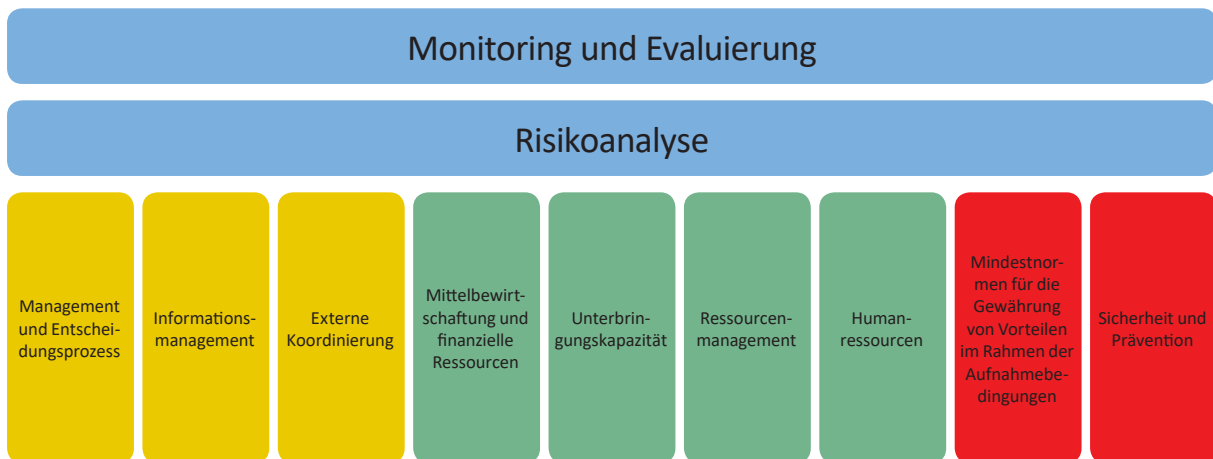 Monitoring und Evaluierung
Risikoanalyse
Management
und Entschei-
dungsprozess
Informations-
management
Externe
Koordinierung
Mittelbewirt-
schaftung und
finanzielle
Ressourcen
Unterbrin-
gungskapazität
Ressourcen-
management
Human-
ressourcen
Mindestnor-
men für die
Gewährung
von Vorteilen
im Rahmen der
Aufnahmebe-
dingungen
Sicherheit und
Prävention